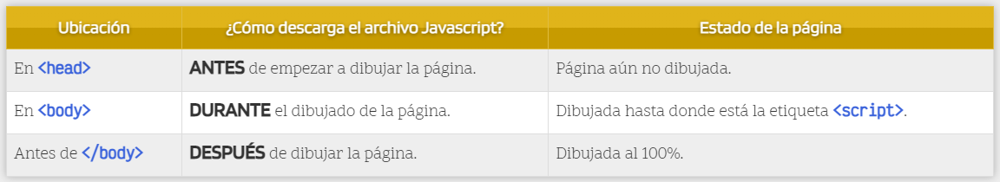 Ubicación ¿Cómo descarga el archivo Javascript? Estado de la página
En <head> ANTES de empezar a dibujar la página. Página aún no dibujada.
En <body> DURANTE el dibujado de la página. Dibujada hasta donde está la etiqueta <script>.
Antes de </body> DESPUÉS de dibujar la página. Dibujada al 100%.